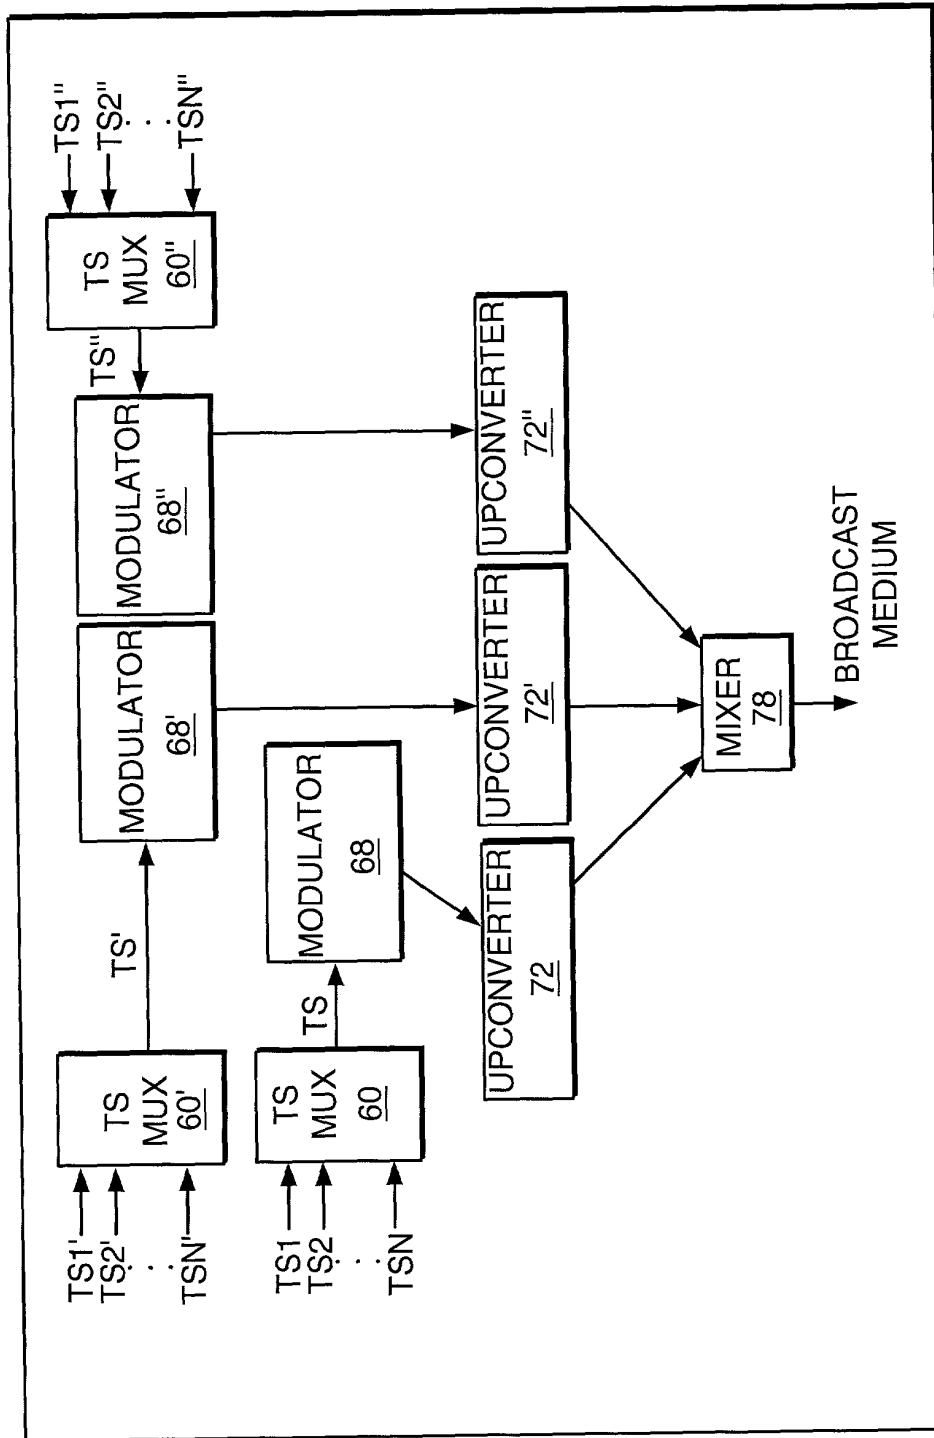 TS1'
TS2'
. . .
TSN'
TS
MUX
60'
TS'
MODULATOR
68'
MODULATOR
68"
TS"
TS
MUX
60"
TS1"
TS2"
. . .
TSN"
TS1
TS2
. . .
TSN
TS
MUX
60
TS
MODULATOR
68
UPCONVERTER
72
UPCONVERTER
72'
UPCONVERTER
72"
MIXER
78
BROADCAST
MEDIUM